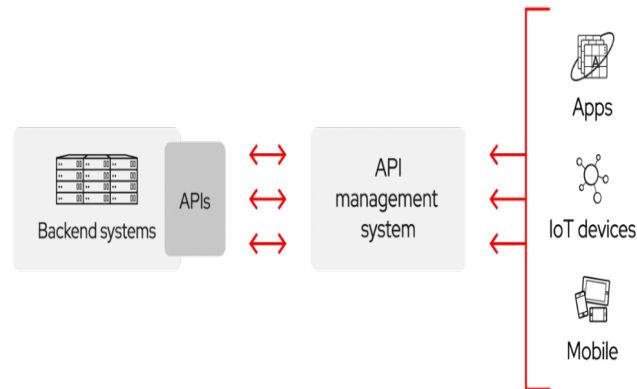 Backend systems
APIs
API
management
system
Apps
IoT devices
Mobile